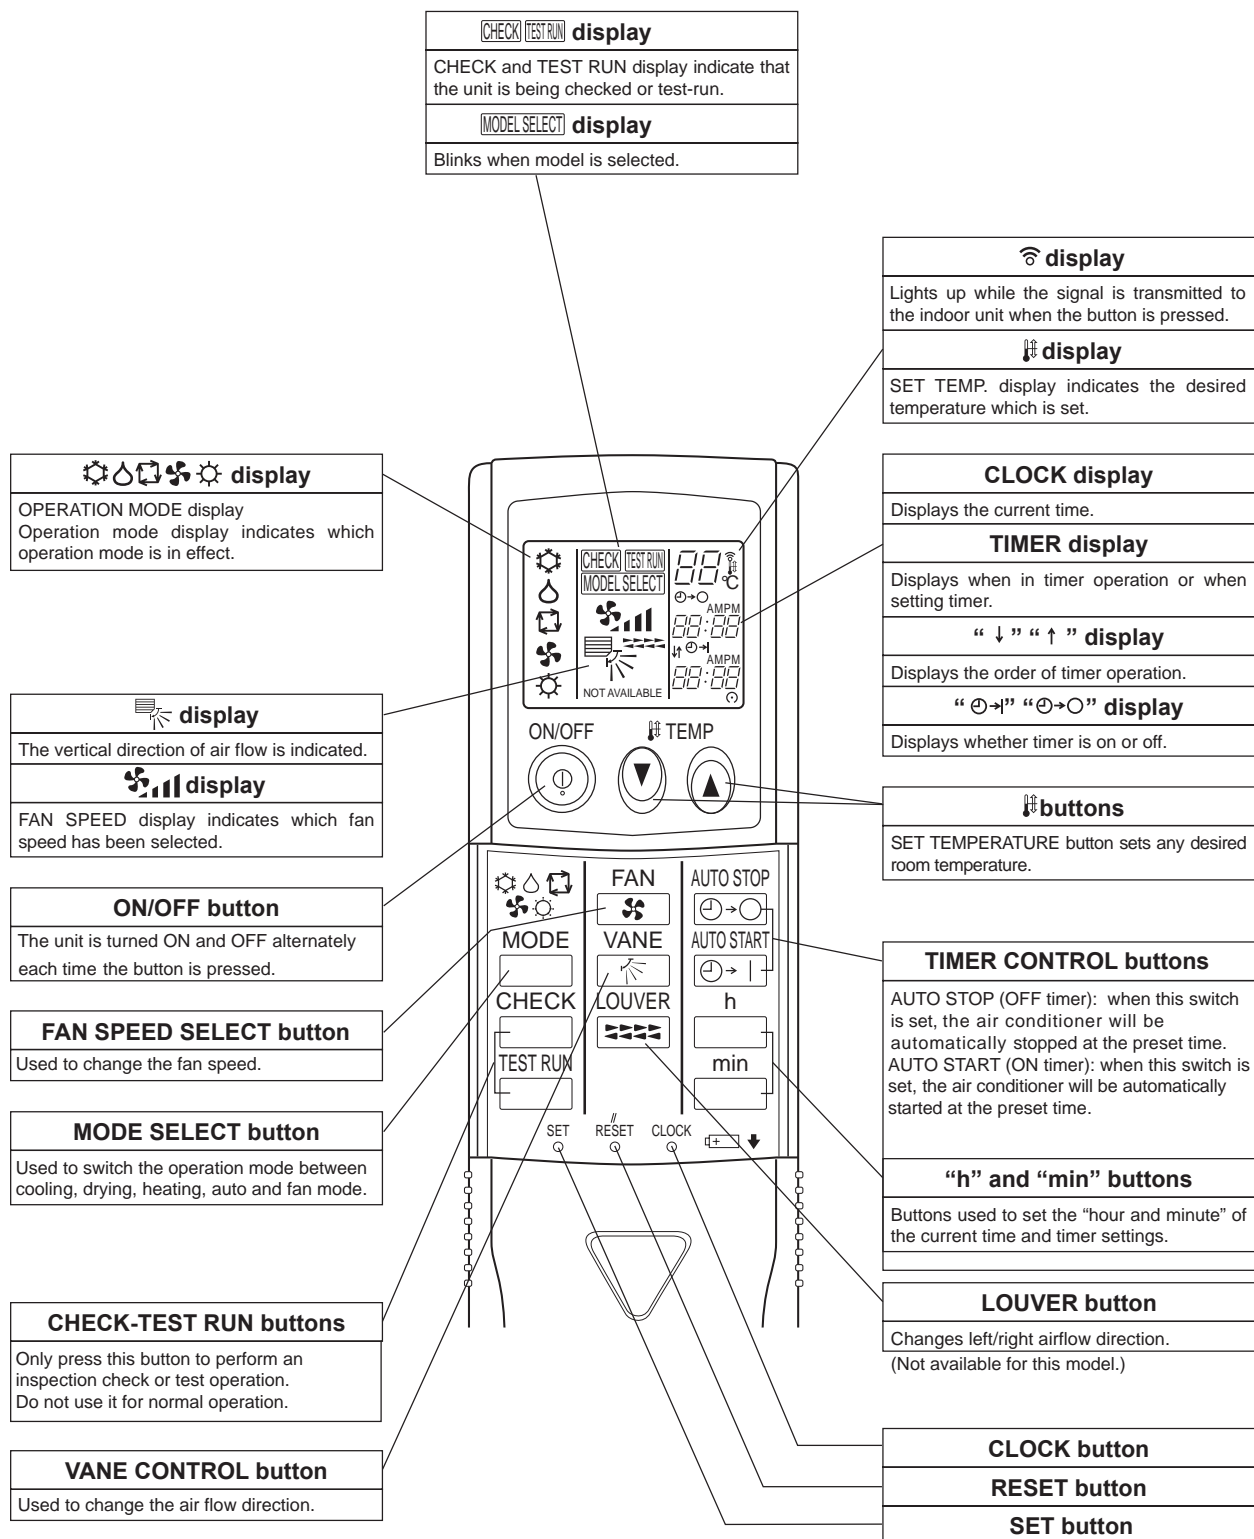 CHECK TEST RUN display
CHECK and TEST RUN display indicate that
the unit is being checked or test-run.
MODEL SELECT display
Blinks when model is selected.
display
Lights up while the signal is transmitted to
the indoor unit when the button is pressed.
display
SET TEMP. display indicates the desired
temperature which is set.
display
OPERATION MODE display
Operation mode display indicates which
operation mode is in effect.
CLOCK display
Displays the current time.
TIMER display
Displays when in timer operation or when
setting timer.
“ ↓ ” “ ↑ ” display
Displays the order of timer operation.
“ ” “ ” display
Displays whether timer is on or off.
display
The vertical direction of air flow is indicated.
display
FAN SPEED display indicates which fan
speed has been selected.
buttons
SET TEMPERATURE button sets any desired
room temperature.
ON/OFF button
The unit is turned ON and OFF alternately
each time the button is pressed.
FAN SPEED SELECT button
Used to change the fan speed.
MODE SELECT button
Used to switch the operation mode between
cooling, drying, heating, auto and fan mode.
CHECK-TEST RUN buttons
Only press this button to perform an
inspection check or test operation.
Do not use it for normal operation.
VANE CONTROL button
Used to change the air flow direction.
CHECK TEST RUN 88 °C
MODEL SELECT
AMPM
88:88
AMPM
88:88
NOT AVAILABLE
ON/OFF TEMP
FAN AUTO STOP
MODE VANE AUTO START
CHECK LOUVER h
TEST RUN min
SET RESET CLOCK
TIMER CONTROL buttons
AUTO STOP (OFF timer): when this switch
is set, the air conditioner will be
automatically stopped at the preset time.
AUTO START (ON timer): when this switch is
set, the air conditioner will be automatically
started at the preset time.
“h” and “min” buttons
Buttons used to set the “hour and minute” of
the current time and timer settings.
LOUVER button
Changes left/right airflow direction.
(Not available for this model.)
CLOCK button
RESET button
SET button